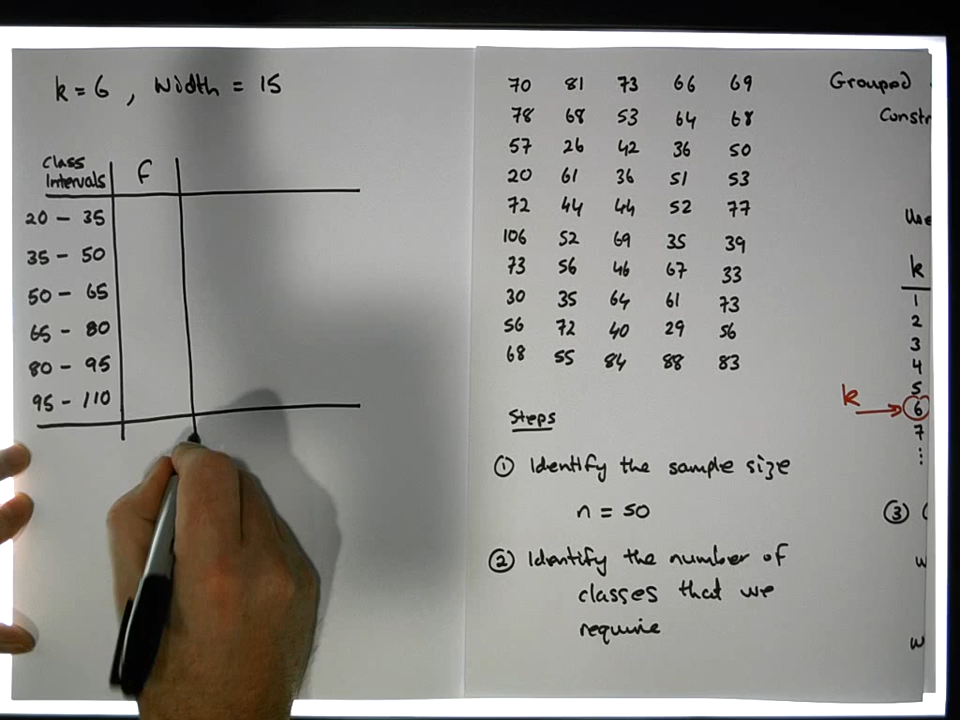 k = 6 , Width = 15
Class
Intervals f
20 - 35
35 - 50
50 - 65
65 - 80
80 - 95
95 - 110
70 81 73 66 69
78 68 53 64 68
57 26 42 36 50
20 61 36 51 53
72 44 44 52 77
106 52 69 35 39
73 56 46 67 33
30 35 64 61 73
56 72 40 29 56
68 55 84 88 83
Steps
① Identify the sample size
n = 50
② Identify the number of
classes that we
require
Grouped
k
1
2
3
4
5
k → 6
7
...
③